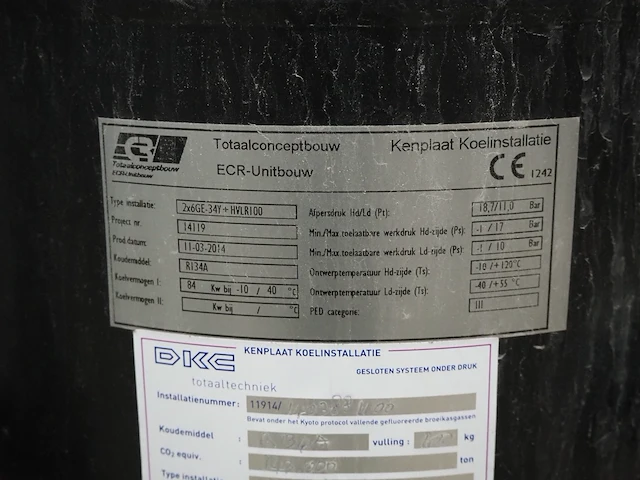 ECR
Totaalconceptbouw
ECR-Unitbouw
Totaalconceptbouw
ECR-Unitbouw
Kenplaat Koelinstallatie
CE 1242
Type installatie: 2x6GE-34Y+HVLR100
Project nr. 14119
Prod datum: 11-03-2014
Koudemiddel: R134A
Koelvermogen I: 84 Kw bij -10 / 40 °C
Koelvermogen II: Kw bij / °C
Afpersdruk Hd/Ld (Pt): 18,7/11,0 Bar
Min./Max. toelaatbare werkdruk Hd-zijde (Ps): -1 / 17 Bar
Min./Max. toelaatbare werkdruk Ld-zijde (Ps): -1 / 10 Bar
Ontwerptemperatuur Hd-zijde (Ts): -10 /+120°C
Ontwerptemperatuur Ld-zijde (Ts): -40 /+55 °C
PED categorie: III
DKC
totaaltechniek
KENPLAAT KOELINSTALLATIE
GESLOTEN SYSTEEM ONDER DRUK
Installatienummer: 11914/
Bevat onder het Kyoto protocol vallende gefluoreerde broeikasgassen
Koudemiddel : vulling : kg
CO2 equiv. : ton
Type installatie